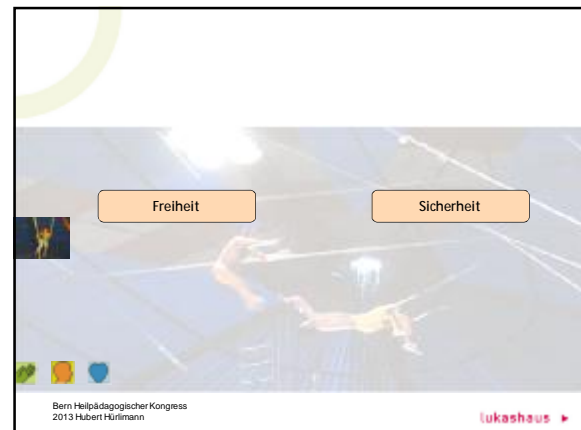 Freiheit
Sicherheit
Bern Heilpädagogischer Kongress
2013 Hubert Hürlimann
lukashaus